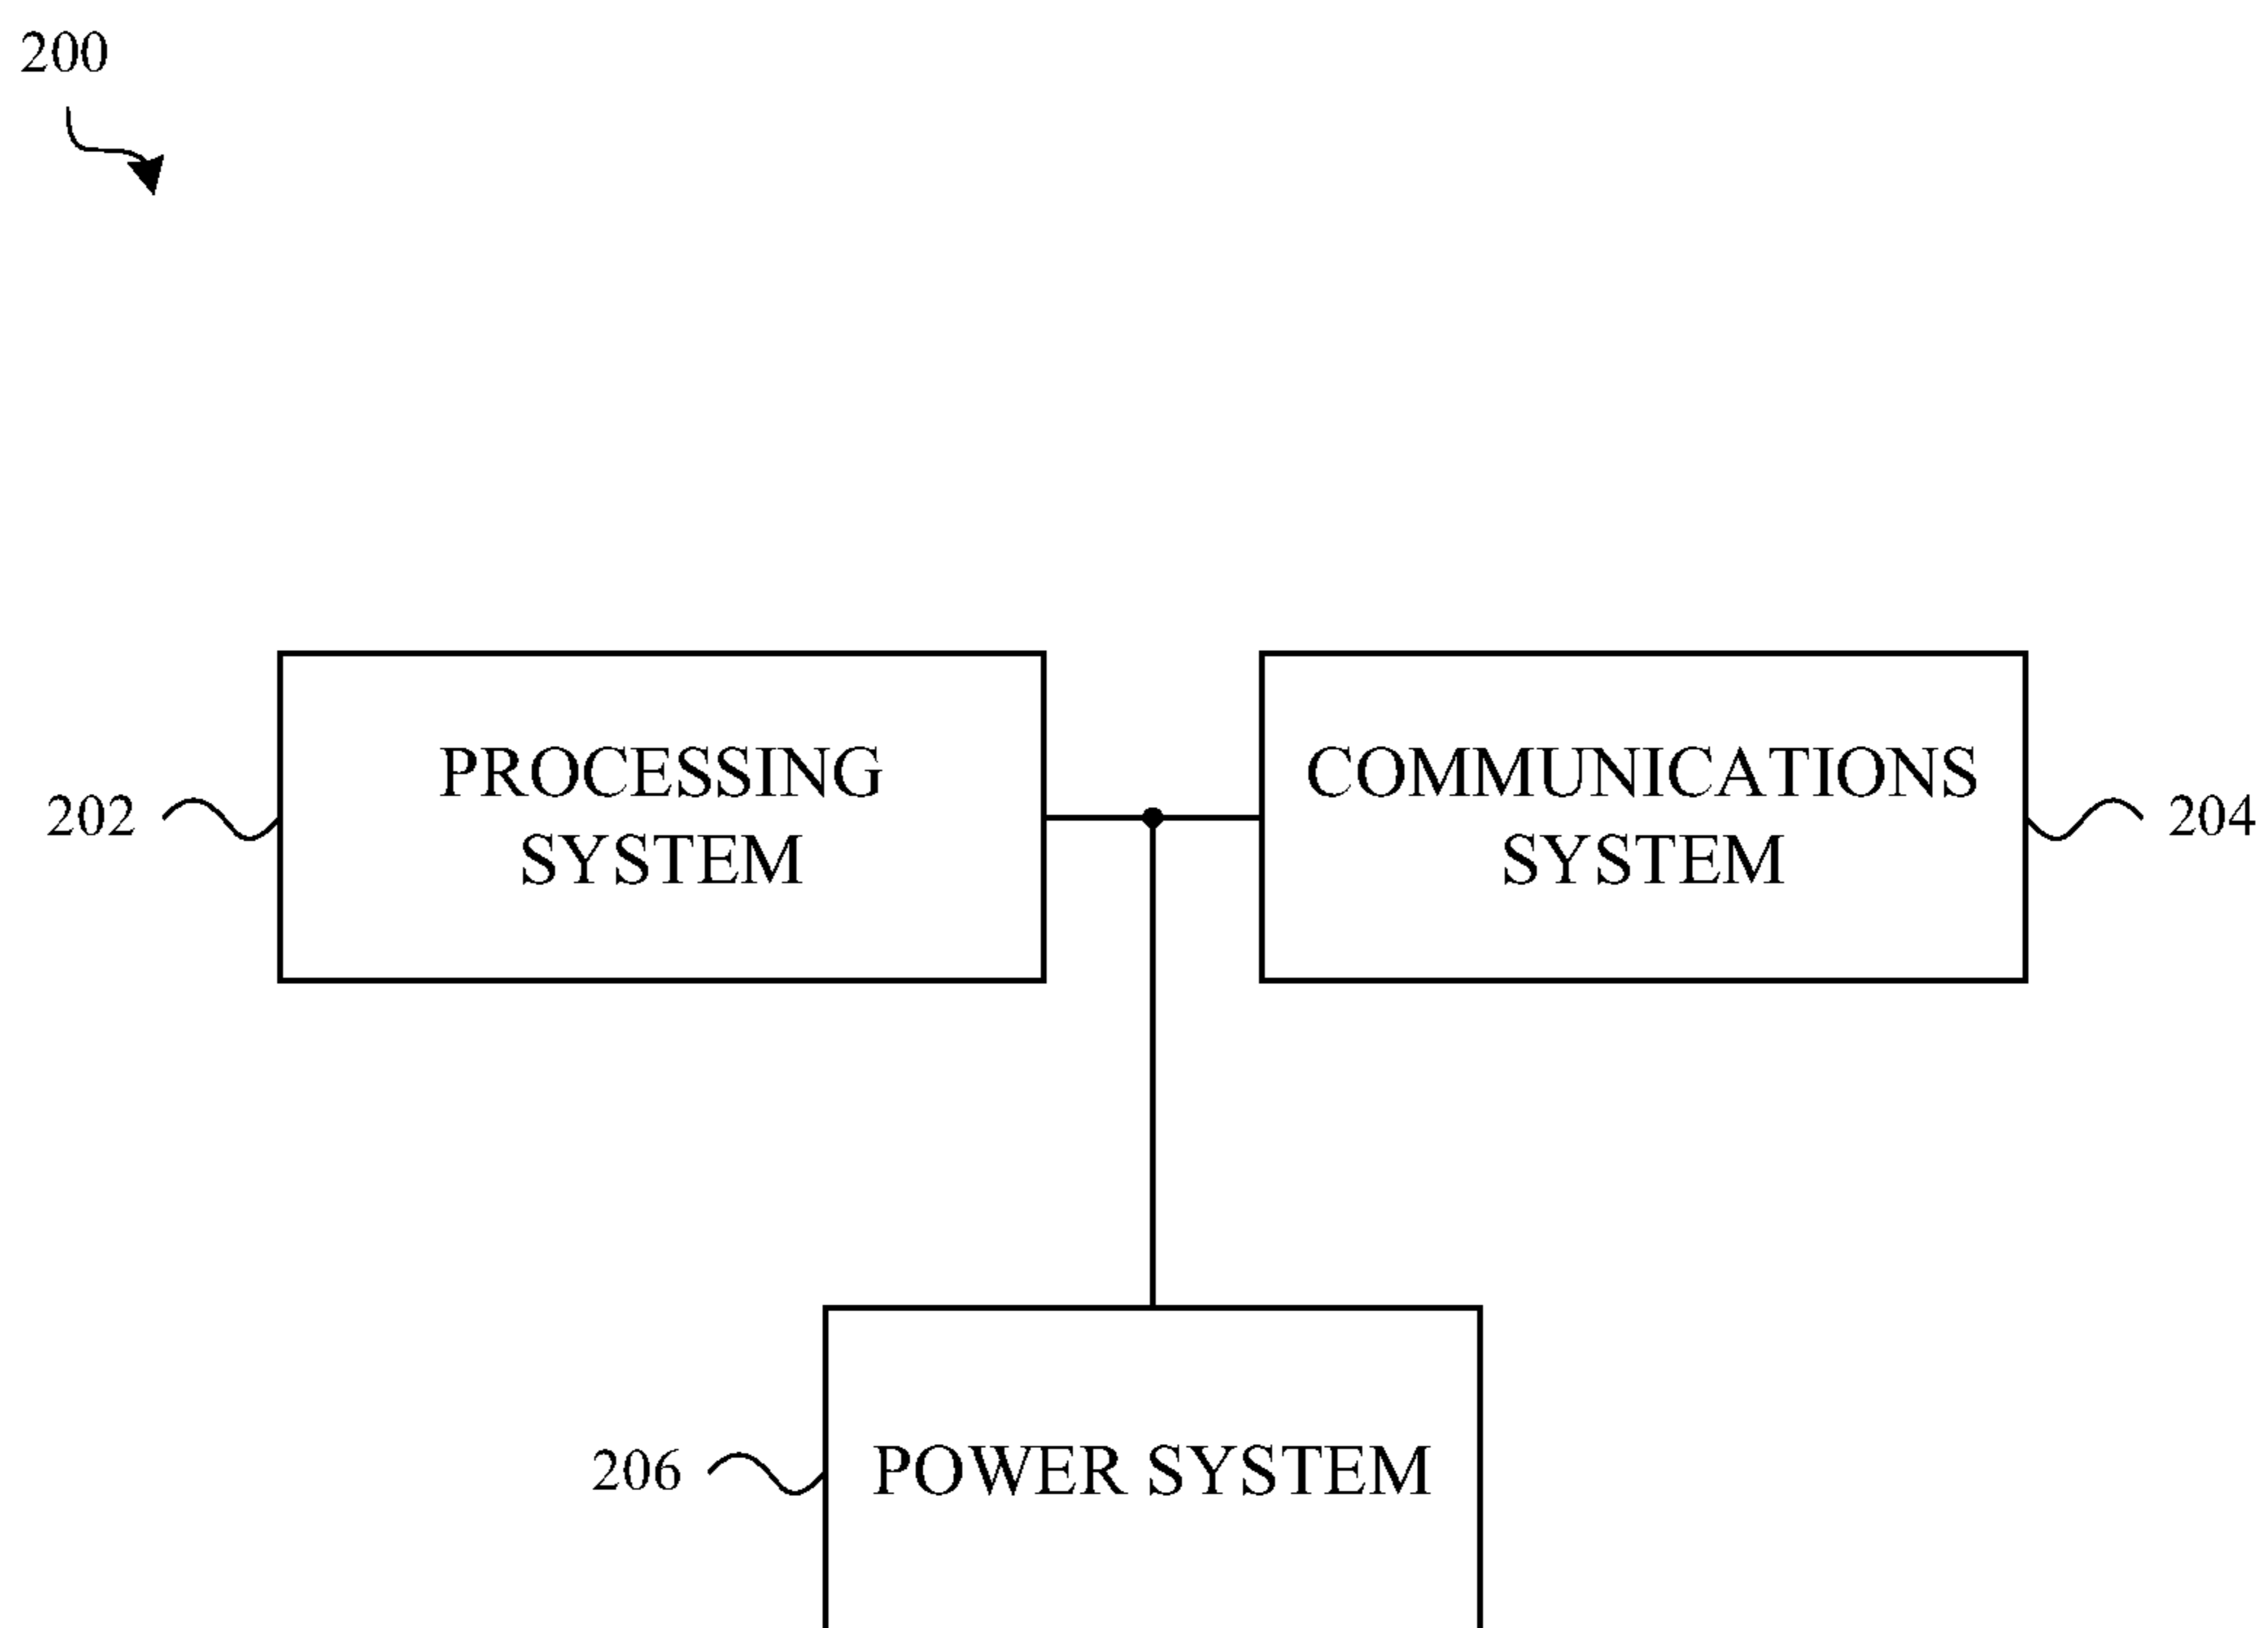 200
PROCESSING
SYSTEM
202
COMMUNICATIONS
SYSTEM
204
206
POWER SYSTEM